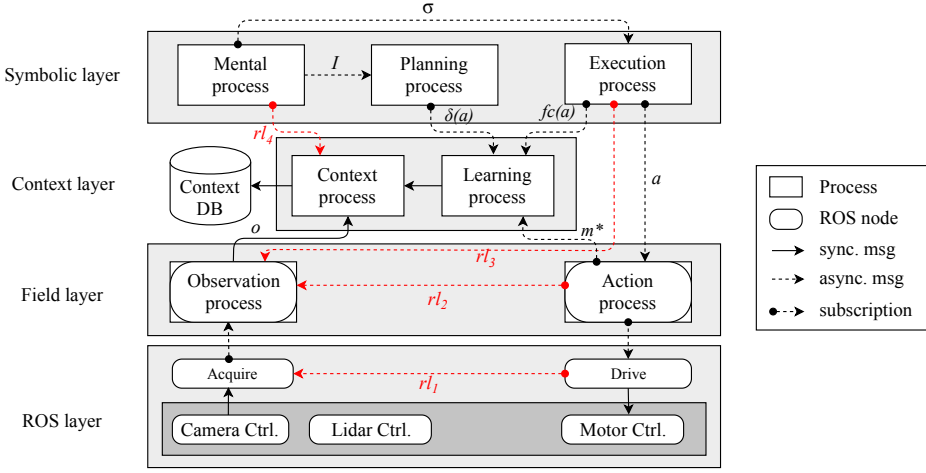 σ
Symbolic layer
Mental
process
I
Planning
process
Execution
process
rl4
δ(a)
fc(a)
Context layer
Context
DB
Context
process
Learning
process
a
o
m*
rl3
Field layer
Observation
process
rl2
Action
process
ROS layer
Acquire
rl1
Drive
Camera Ctrl.
Lidar Ctrl.
Motor Ctrl.
Process
ROS node
sync. msg
async. msg
subscription